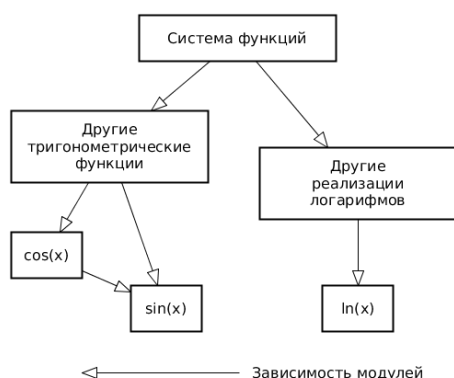 Система функций
Другие
тригонометрические
функции
Другие
реализации
логарифмов
cos(x)
sin(x)
ln(x)
Зависимость модулей